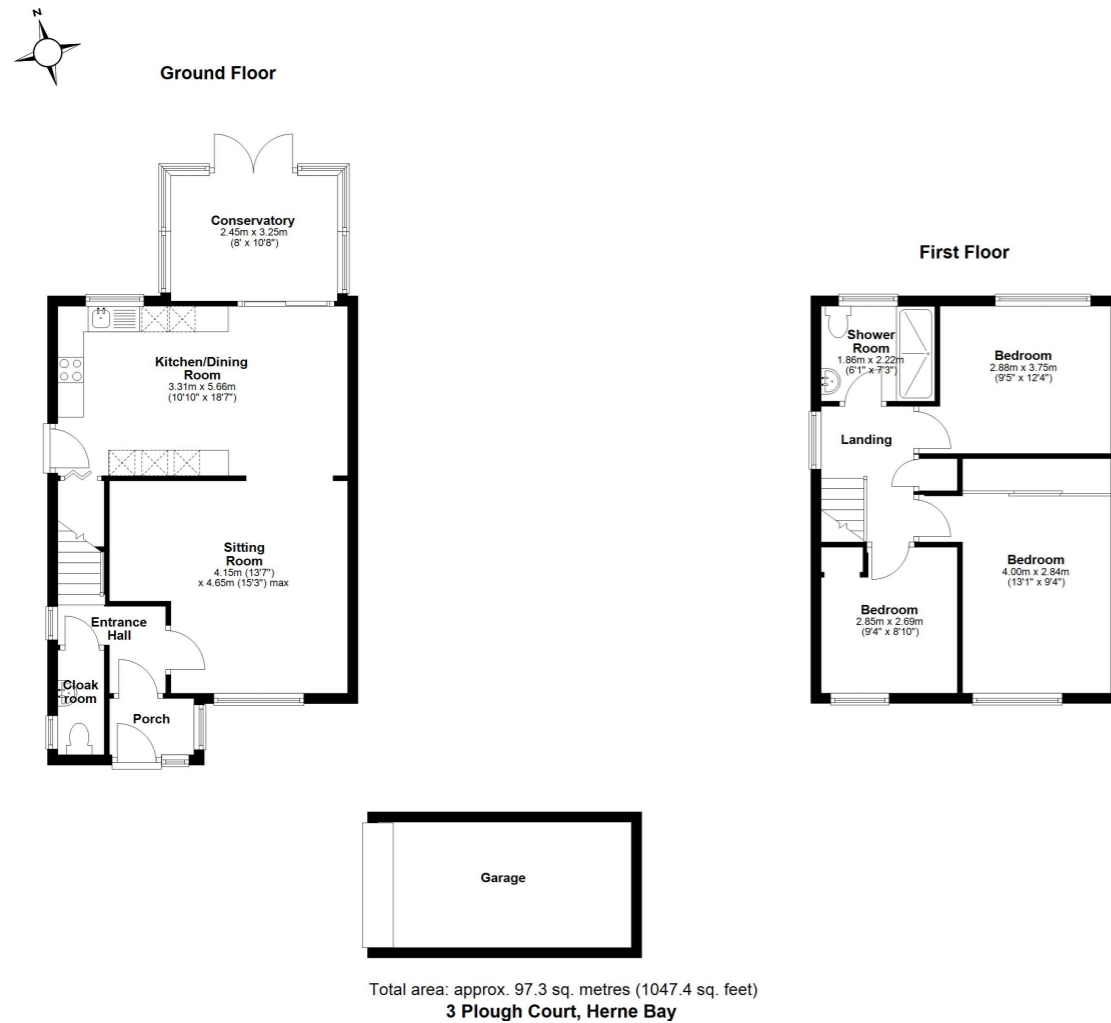 N
Ground Floor
Conservatory
2.45m x 3.25m
(8' x 10'8")
Kitchen/Dining
Room
3.31m x 5.66m
(10'10" x 18'7")
Sitting
Room
4.15m (13'7")
x 4.65m (15'3") max
Entrance
Hall
Cloak
room
Porch
First Floor
Shower
Room
1.86m x 2.22m
(6'1" x 7'3")
Bedroom
2.88m x 3.75m
(9'5" x 12'4")
Landing
Bedroom
4.00m x 2.84m
(13'1" x 9'4")
Bedroom
2.85m x 2.69m
(9'4" x 8'10")
Garage
Total area: approx. 97.3 sq. metres (1047.4 sq. feet)
3 Plough Court, Herne Bay